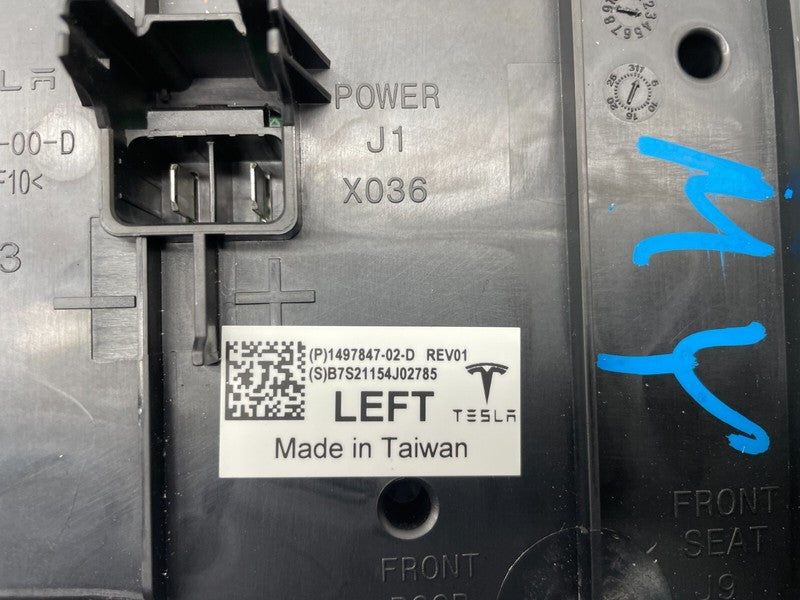 POWER
J1
X036
-00-D
F10<
3
(P)1497847-02-D REV01
(S)B7S21154J02785
LEFT
TESLA
Made in Taiwan
MY
FRONT
SEAT
J9
FRONT
DOOR